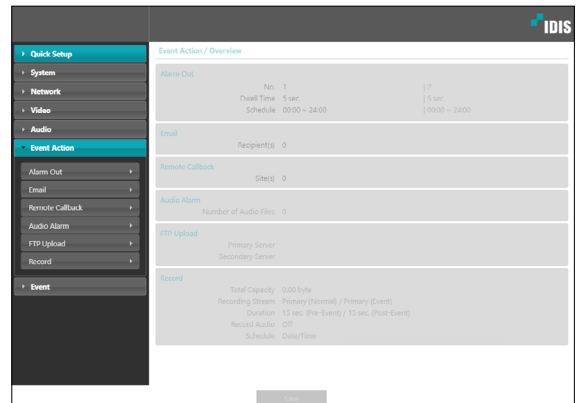 IDIS
Quick Setup
System
Network
Video
Audio
Event Action
Alarm Out
Email
Remote Callback
Audio Alarm
FTP Upload
Record
Event
Event Action / Overview
Alarm Out
No. 1 | 2
Dwell Time 5 sec. | 5 sec.
Schedule 00:00 ~ 24:00 | 00:00 ~ 24:00
Email
Recipient(s) 0
Remote Callback
Site(s) 0
Audio Alarm
Number of Audio Files 0
FTP Upload
Primary Server
Secondary Server
Record
Total Capacity 0.00 byte
Recording Stream Primary (Normal) / Primary (Event)
Duration 15 sec. (Pre-Event) / 15 sec. (Post-Event)
Record Audio Off
Schedule Date/Time
Save